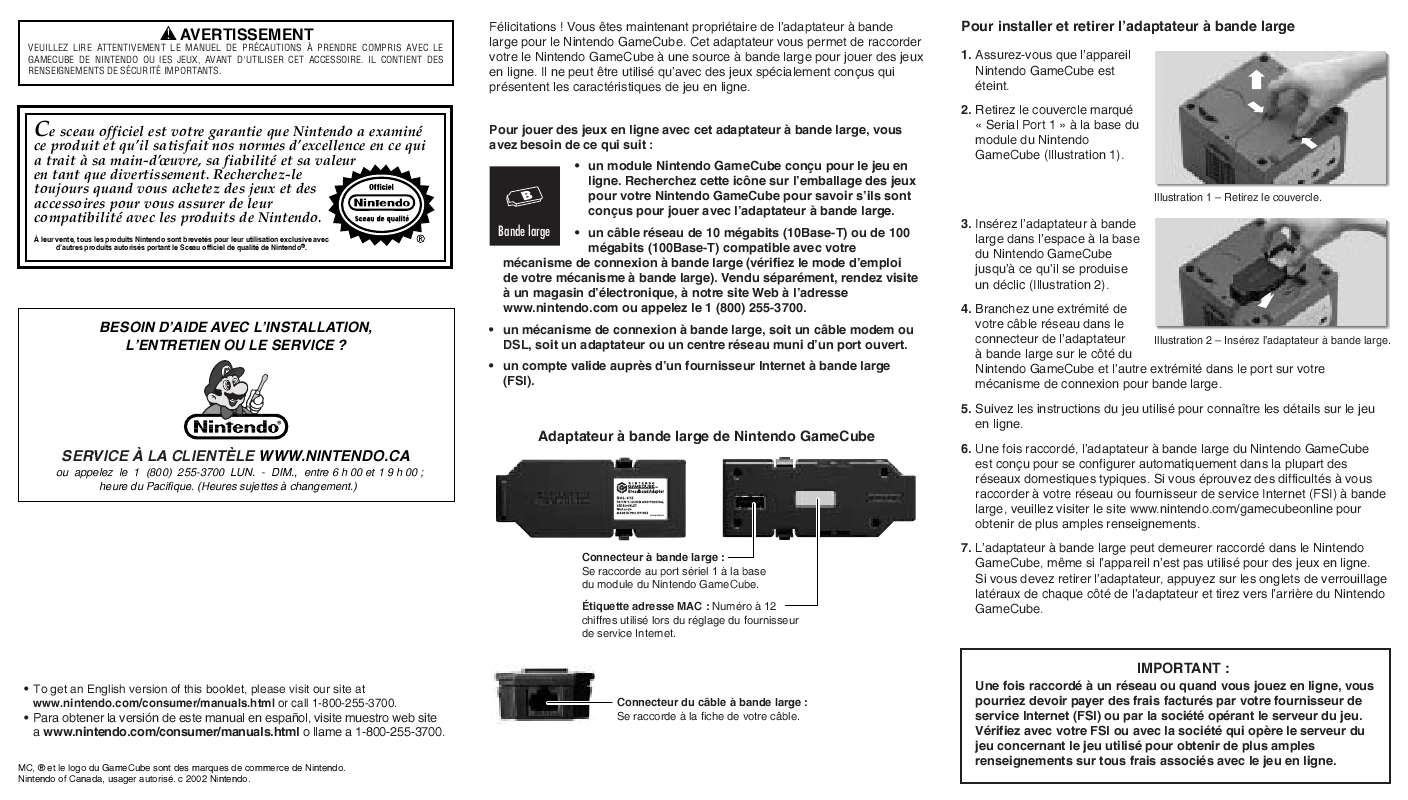 AVERTISSEMENT
VEUILLEZ LIRE ATTENTIVEMENT LE MANUEL DE PRÉCAUTIONS À PRENDRE COMPRIS AVEC LE
GAMECUBE DE NINTENDO OU lES JEUX, AVANT D'UTILISER CET ACCESSOIRE. IL CONTIENT DES
RENSEIGNEMENTS DE SÉCURITÉ IMPORTANTS.
Ce sceau officiel est votre garantie que Nintendo a examiné
ce produit et qu'il satisfait nos normes d'excellence en ce qui
a trait à sa main-d'œuvre, sa fiabilité et sa valeur
en tant que divertissement. Recherchez-le
toujours quand vous achetez des jeux et des
accessoires pour vous assurer de leur
compatibilité avec les produits de Nintendo.
À leur vente, tous les produits Nintendo sont brevetés pour leur utilisation exclusive avec
d'autres produits autorisés portant le Sceau officiel de qualité de Nintendo®.
Officiel
Nintendo
Sceau de qualité
®
BESOIN D'AIDE AVEC L'INSTALLATION,
L'ENTRETIEN OU LE SERVICE ?
Nintendo®
SERVICE À LA CLIENTÈLE WWW.NINTENDO.CA
ou appelez le 1 (800) 255-3700 LUN. - DIM., entre 6 h 00 et 1 9 h 00 ;
heure du Pacifique. (Heures sujettes à changement.)
• To get an English version of this booklet, please visit our site at
www.nintendo.com/consumer/manuals.html or call 1-800-255-3700.
• Para obtener la versión de este manual en español, visite muestro web site
a www.nintendo.com/consumer/manuals.html o llame a 1-800-255-3700.
MC, ® et le logo du GameCube sont des marques de commerce de Nintendo.
Nintendo of Canada, usager autorisé. c 2002 Nintendo.
Félicitations ! Vous êtes maintenant propriétaire de l'adaptateur à bande
large pour le Nintendo GameCube. Cet adaptateur vous permet de raccorder
votre le Nintendo GameCube à une source à bande large pour jouer des jeux
en ligne. Il ne peut être utilisé qu'avec des jeux spécialement conçus qui
présentent les caractéristiques de jeu en ligne.
Pour jouer des jeux en ligne avec cet adaptateur à bande large, vous
avez besoin de ce qui suit :
B
Bande large
• un module Nintendo GameCube conçu pour le jeu en
ligne. Recherchez cette icône sur l'emballage des jeux
pour votre Nintendo GameCube pour savoir s'ils sont
conçus pour jouer avec l'adaptateur à bande large.
• un câble réseau de 10 mégabits (10Base-T) ou de 100
mégabits (100Base-T) compatible avec votre
mécanisme de connexion à bande large (vérifiez le mode d'emploi
de votre mécanisme à bande large). Vendu séparément, rendez visite
à un magasin d'électronique, à notre site Web à l'adresse
www.nintendo.com ou appelez le 1 (800) 255-3700.
• un mécanisme de connexion à bande large, soit un câble modem ou
DSL, soit un adaptateur ou un centre réseau muni d'un port ouvert.
• un compte valide auprès d'un fournisseur Internet à bande large
(FSI).
Adaptateur à bande large de Nintendo GameCube
NINTENDO
GAMECUBE
Broadband Adapter
Connecteur à bande large :
Se raccorde au port sériel 1 à la base
du module du Nintendo GameCube.
Étiquette adresse MAC : Numéro à 12
chiffres utilisé lors du réglage du fournisseur
de service Internet.
Connecteur du câble à bande large :
Se raccorde à la fiche de votre câble.
Pour installer et retirer l'adaptateur à bande large
1. Assurez-vous que l'appareil
Nintendo GameCube est
éteint.
2. Retirez le couvercle marqué
« Serial Port 1 » à la base du
module du Nintendo
GameCube (Illustration 1).
Illustration 1 – Retirez le couvercle.
3. Insérez l'adaptateur à bande
large dans l'espace à la base
du Nintendo GameCube
jusqu'à ce qu'il se produise
un déclic (Illustration 2).
4. Branchez une extrémité de
votre câble réseau dans le
connecteur de l'adaptateur
à bande large sur le côté du
Nintendo GameCube et l'autre extrémité dans le port sur votre
mécanisme de connexion pour bande large.
Illustration 2 – Insérez l'adaptateur à bande large.
5. Suivez les instructions du jeu utilisé pour connaître les détails sur le jeu
en ligne.
6. Une fois raccordé, l'adaptateur à bande large du Nintendo GameCube
est conçu pour se configurer automatiquement dans la plupart des
réseaux domestiques typiques. Si vous éprouvez des difficultés à vous
raccorder à votre réseau ou fournisseur de service Internet (FSI) à bande
large, veuillez visiter le site www.nintendo.com/gamecubeonline pour
obtenir de plus amples renseignements.
7. L'adaptateur à bande large peut demeurer raccordé dans le Nintendo
GameCube, même si l'appareil n'est pas utilisé pour des jeux en ligne.
Si vous devez retirer l'adaptateur, appuyez sur les onglets de verrouillage
latéraux de chaque côté de l'adaptateur et tirez vers l'arrière du Nintendo
GameCube.
IMPORTANT :
Une fois raccordé à un réseau ou quand vous jouez en ligne, vous
pourriez devoir payer des frais facturés par votre fournisseur de
service Internet (FSI) ou par la société opérant le serveur du jeu.
Vérifiez avec votre FSI ou avec la société qui opère le serveur du
jeu concernant le jeu utilisé pour obtenir de plus amples
renseignements sur tous frais associés avec le jeu en ligne.